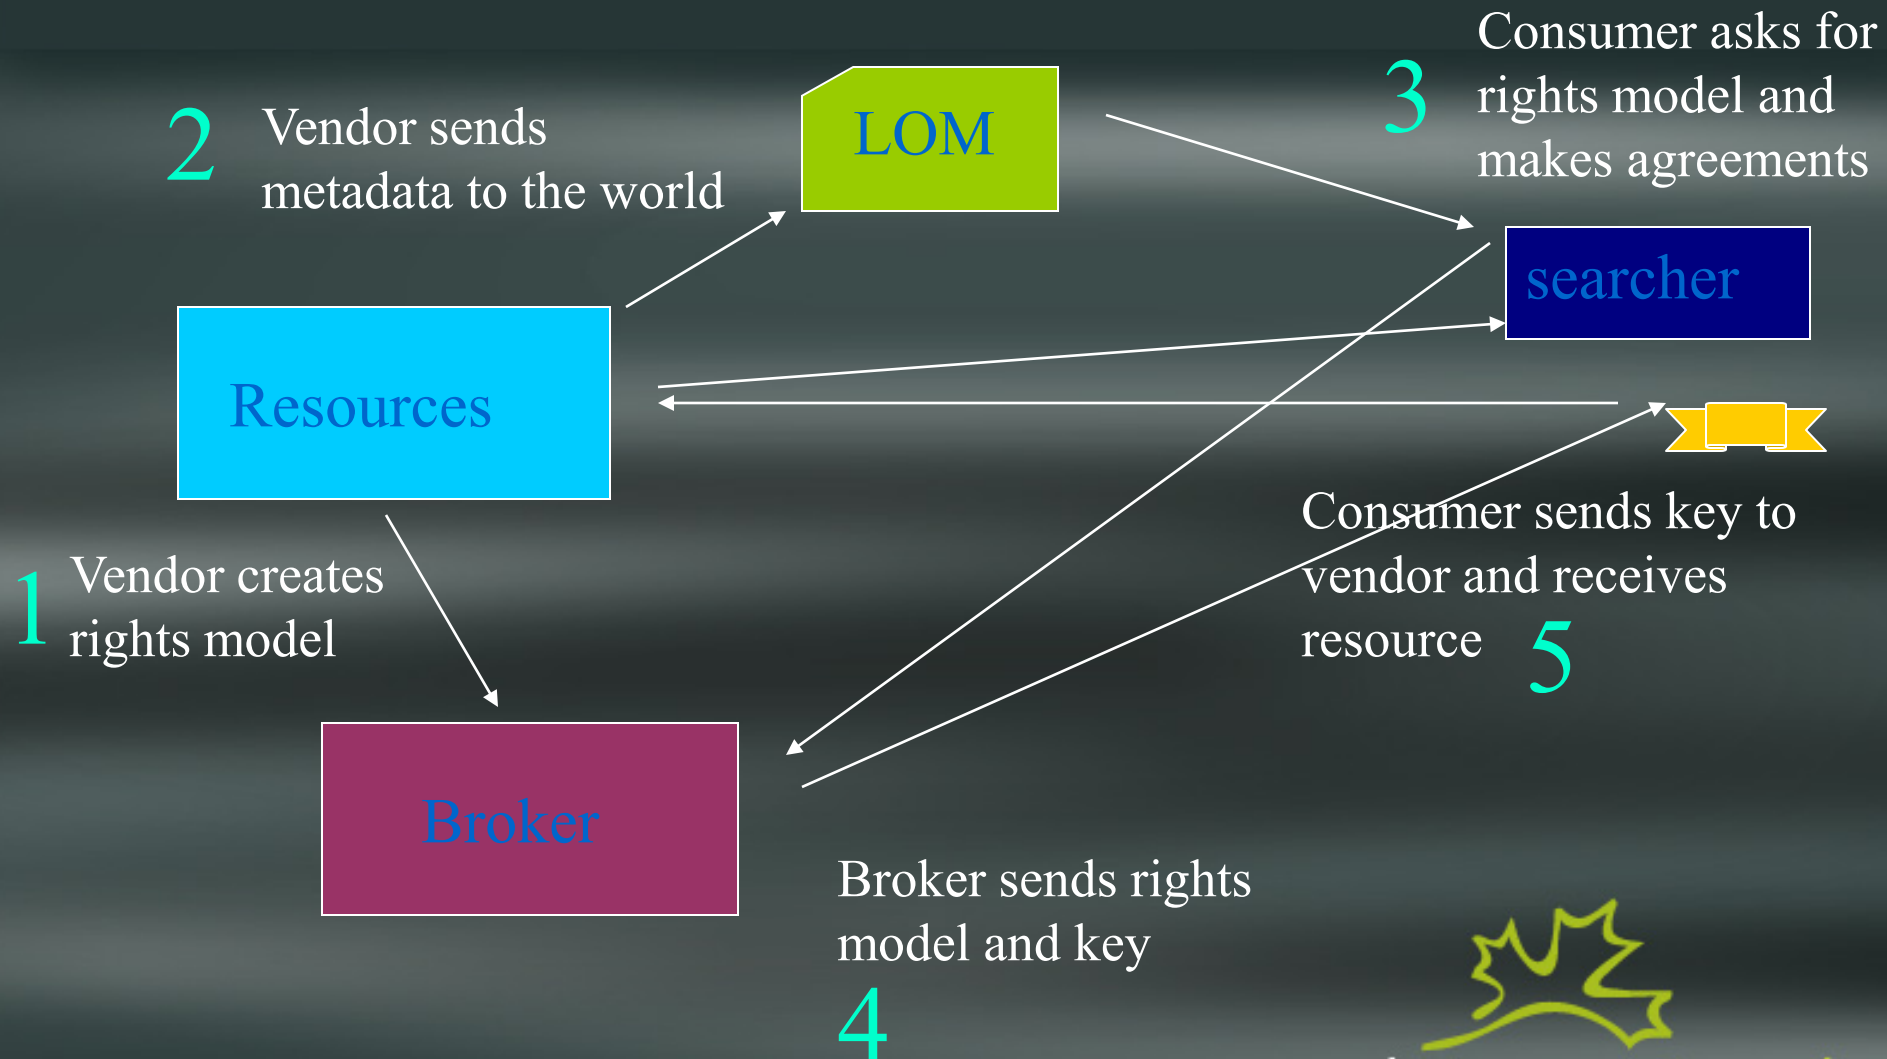 Consumer asks for
rights model and
makes agreements
3
2
Vendor sends
metadata to the world
LOM
searcher
Resources
Consumer sends key to
vendor and receives
resource
5
1
Vendor creates
rights model
Broker
Broker sends rights
model and key
4